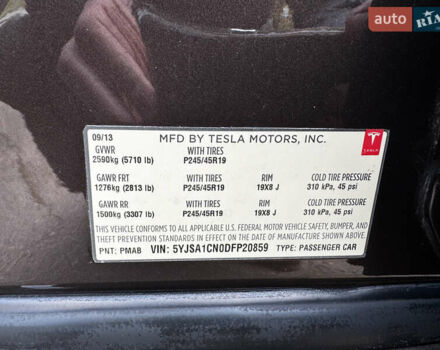 auto RIA
09/13 MFD BY TESLA MOTORS, INC.
GVWR WITH TIRES
2590kg (5710 lb) P245/45R19
TESLA
GAWR FRT WITH TIRES RIM COLD TIRE PRESSURE
1276kg (2813 lb) P245/45R19 19X8 J 310 kPa, 45 psi
GAWR RR WITH TIRES RIM COLD TIRE PRESSURE
1500kg (3307 lb) P245/45R19 19X8 J 310 kPa, 45 psi
THIS VEHICLE CONFORMS TO ALL APPLICABLE U.S. FEDERAL MOTOR VEHICLE SAFETY, BUMPER, AND
THEFT PREVENTION STANDARDS IN EFFECT ON THE DATE OF MANUFACTURE SHOWN ABOVE.
PNT: PMAB VIN: 5YJSA1CN0DFP20859 TYPE: PASSENGER CAR